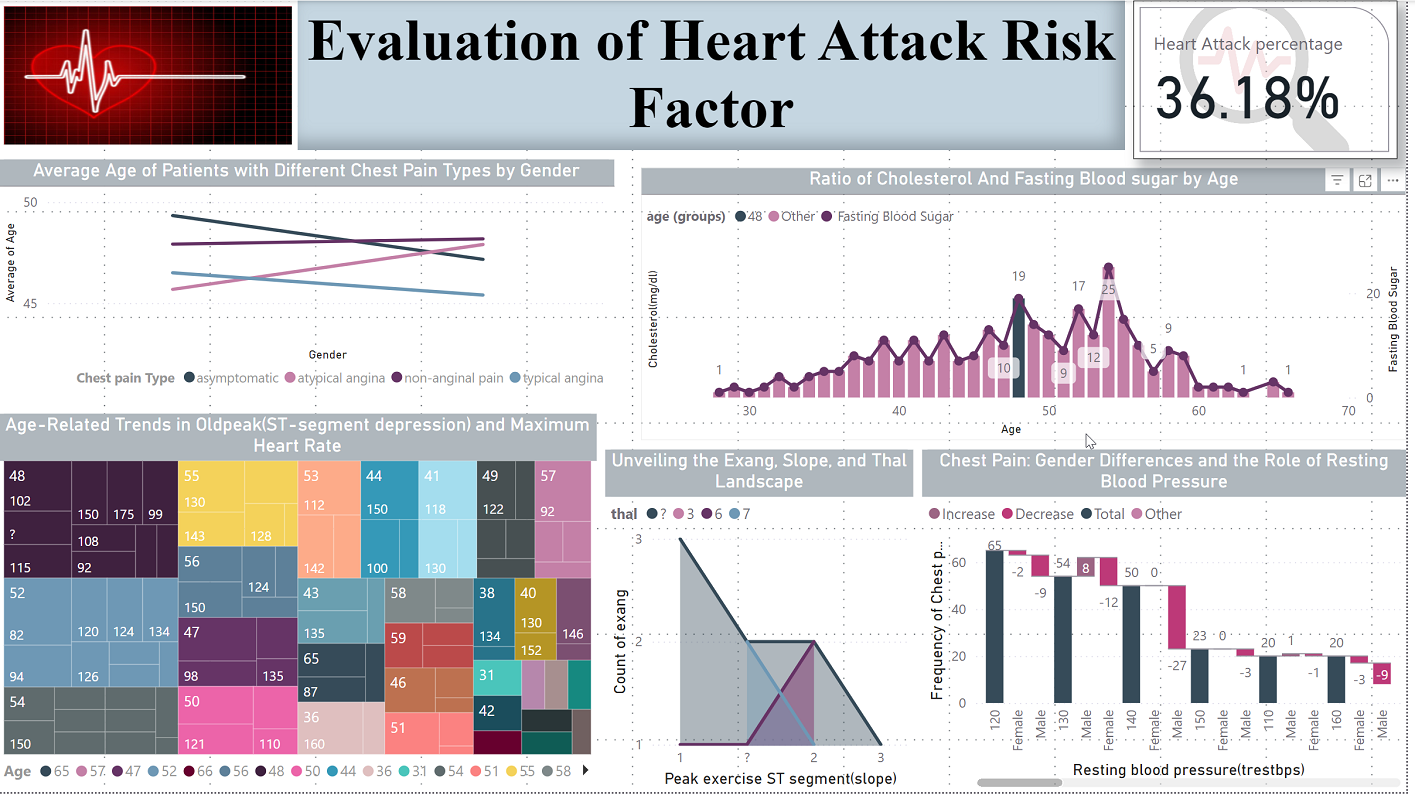 Evaluation of Heart Attack Risk
Factor
Heart Attack percentage
36.18%
Average Age of Patients with Different Chest Pain Types by Gender
50
45
Average of Age
Gender
Chest pain Type asymptomatic atypical angina non-anginal pain typical angina
Ratio of Cholesterol And Fasting Blood sugar by Age
age (groups) 48 Other Fasting Blood Sugar
Cholesterol(mg/dl)
Fasting Blood Sugar
1 10 19 9 17 12 25 5 9 1 1
20
0
30 40 50 60 70
Age
Age-Related Trends in Oldpeak(ST-segment depression) and Maximum
Heart Rate
48 55 53 44 41 49 57
102 130 112 150 118 122 92
150 175 99
? 108 143 128
115 92 142 100 130
56 124
150
52 43 58 38 40
82 120 124 134 135 134 130 146
94 126 152
47 59
98 135
65 31
87
54 50 46 42
150 121 110
36 51
160
Age 65 57 47 52 66 56 48 50 44 36 31 54 51 55 58
Unveiling the Exang, Slope, and Thal
Landscape
thal ? 3 6 7
Count of exang
3
2
1
1 ? 2 3
Peak exercise ST segment(slope)
Chest Pain: Gender Differences and the Role of Resting
Blood Pressure
Increase Decrease Total Other
Frequency of Chest p...
60
40
20
0
65 -2 -9 54 8 -12 50 0 -27 23 0 -3 20 1 -1 20 -3 -9
120 Female Male 130 Male Female 140 Female Male 150 Female Male 110 Male Female 160 Female Male
Resting blood pressure(trestbps)